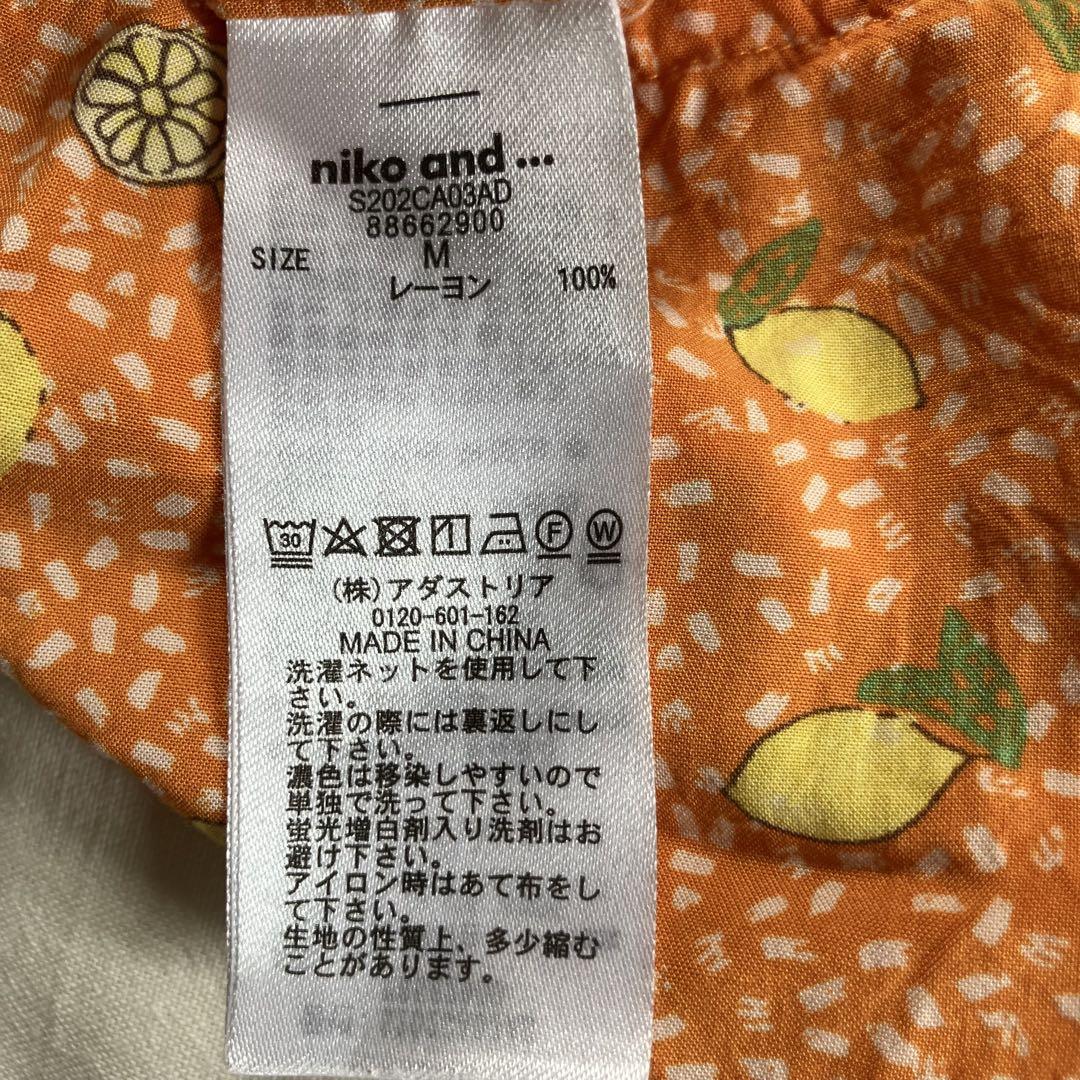 niko and ...
S202CA03AD
88662900
SIZE M
レーヨン 100%
30 F W
(株)アダストリア
0120-601-162
MADE IN CHINA
洗濯ネットを使用して下
さい。
洗濯の際には裏返しにし
て下さい。
濃色は移染しやすいので
単独で洗って下さい。
蛍光増白剤入り洗剤はお
避け下さい。
アイロン時はあて布をし
て下さい。
生地の性質上、多少縮む
ことがあります。